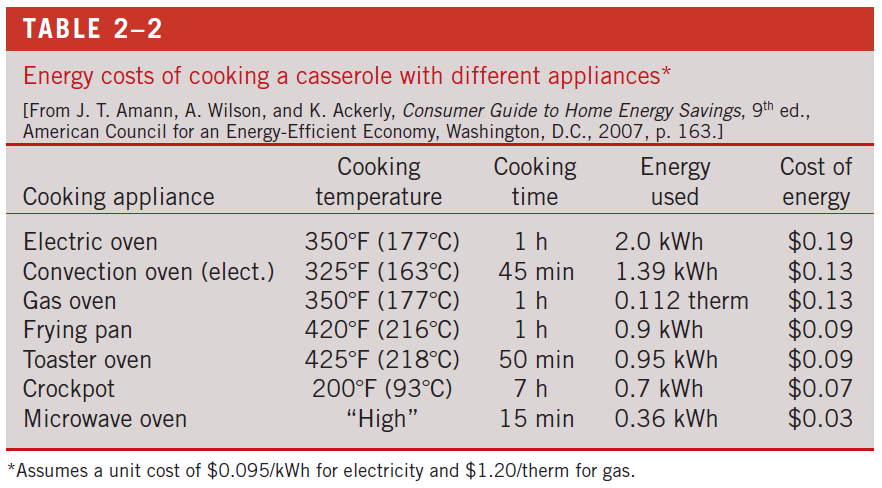 TABLE 2–2
Energy costs of cooking a casserole with different appliances*
[From J. T. Amann, A. Wilson, and K. Ackerly, Consumer Guide to Home Energy Savings, 9th ed.,
American Council for an Energy-Efficient Economy, Washington, D.C., 2007, p. 163.]
Cooking appliance Cooking temperature Cooking time Energy used Cost of energy
Electric oven 350°F (177°C) 1 h 2.0 kWh $0.19
Convection oven (elect.) 325°F (163°C) 45 min 1.39 kWh $0.13
Gas oven 350°F (177°C) 1 h 0.112 therm $0.13
Frying pan 420°F (216°C) 1 h 0.9 kWh $0.09
Toaster oven 425°F (218°C) 50 min 0.95 kWh $0.09
Crockpot 200°F (93°C) 7 h 0.7 kWh $0.07
Microwave oven “High” 15 min 0.36 kWh $0.03
*Assumes a unit cost of $0.095/kWh for electricity and $1.20/therm for gas.